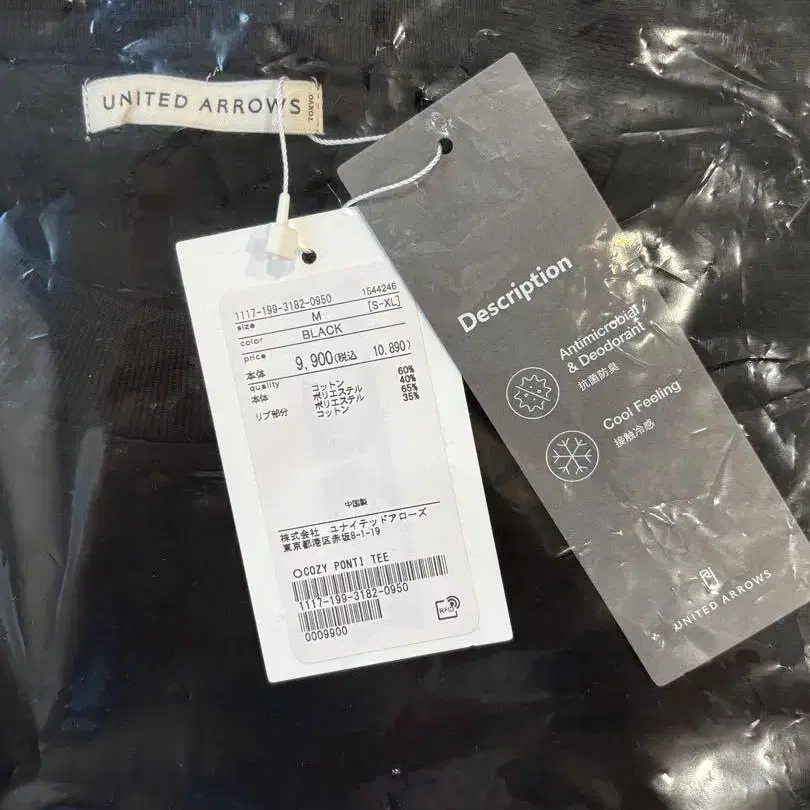 UNITED ARROWS
TOKYO
1117-199-3182-0950 1544246
size M [S-XL]
color BLACK
price
本体 9,900(税込 10,890)
quality
本体 コットン 60%
ポリエステル 40%
リブ部分 ポリエステル 65%
コットン 35%
中国製
株式会社 ユナイテッドアローズ
東京都港区赤坂8-1-19
○COZY PONTI TEE
1117-199-3182-0950
0009900
RFID
Description
Antimicrobial
& Deodorant
抗菌防臭
Cool Feeling
接触冷感
UNITED ARROWS